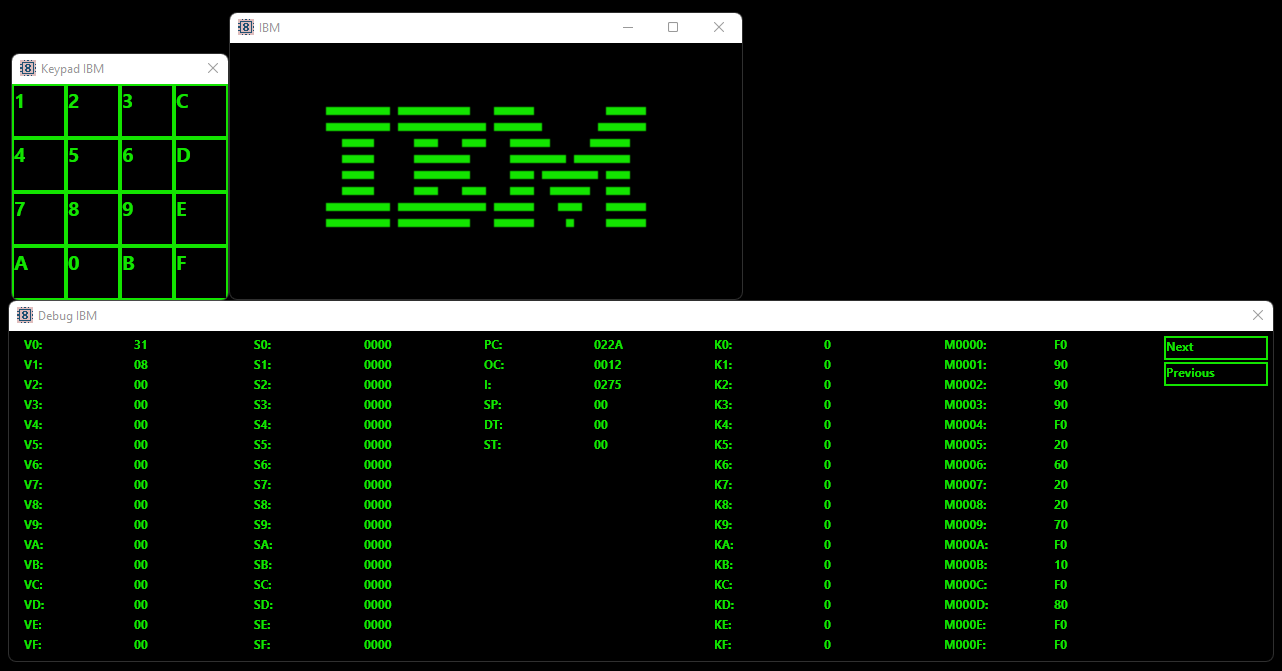 8 IBM
8 Keypad IBM
1 2 3 C
4 5 6 D
7 8 9 E
A 0 B F
IBM
8 Debug IBM
V0: 31 S0: 0000 PC: 022A K0: 0 M0000: F0 Next
V1: 08 S1: 0000 OC: 0012 K1: 0 M0001: 90 Previous
V2: 00 S2: 0000 I: 0275 K2: 0 M0002: 90
V3: 00 S3: 0000 SP: 00 K3: 0 M0003: 90
V4: 00 S4: 0000 DT: 00 K4: 0 M0004: F0
V5: 00 S5: 0000 ST: 00 K5: 0 M0005: 20
V6: 00 S6: 0000 K6: 0 M0006: 60
V7: 00 S7: 0000 K7: 0 M0007: 20
V8: 00 S8: 0000 K8: 0 M0008: 20
V9: 00 S9: 0000 K9: 0 M0009: 70
VA: 00 SA: 0000 KA: 0 M000A: F0
VB: 00 SB: 0000 KB: 0 M000B: 10
VC: 00 SC: 0000 KC: 0 M000C: F0
VD: 00 SD: 0000 KD: 0 M000D: 80
VE: 00 SE: 0000 KE: 0 M000E: F0
VF: 00 SF: 0000 KF: 0 M000F: F0